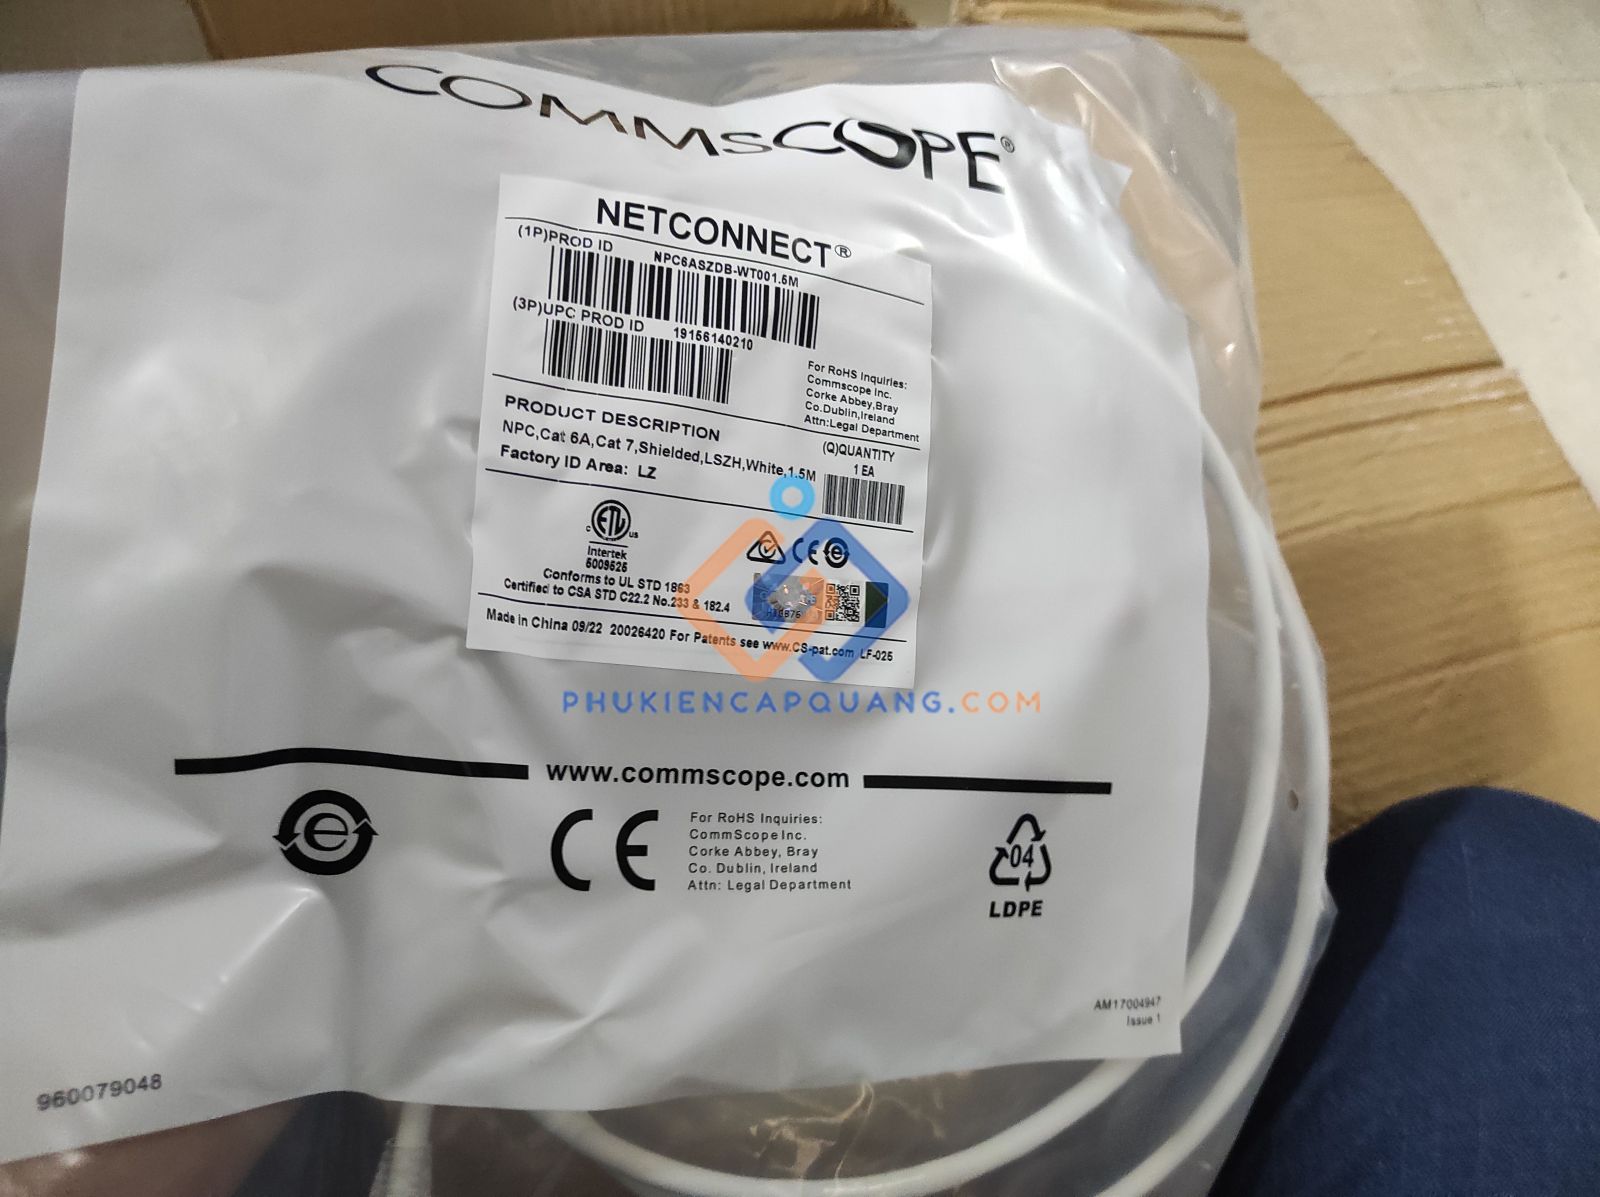 COMMSCOPE®
NETCONNECT®
(1P)PROD ID
NPC6ASZDB-WT001.5M
(3P)UPC PROD ID 19156140210
For RoHS Inquiries:
Commscope Inc.
Corke Abbey,Bray
Co.Dublin,Ireland
Attn:Legal Department
PRODUCT DESCRIPTION
NPC,Cat 6A,Cat 7,Shielded,LSZH,White,1.5M
Factory ID Area: LZ
(Q)QUANTITY
1 EA
c ETL us
Intertek
5009525
Conforms to UL STD 1863
Certified to CSA STD C22.2 No.233 & 182.4
CE e
Made in China 09/22 20026420 For Patents see www.CS-pat.com LF-025
PHUKIENCAPQUANG.COM
www.commscope.com
e
CE
For RoHS Inquiries:
CommScope Inc.
Corke Abbey, Bray
Co. Dublin, Ireland
Attn: Legal Department
04
LDPE
AM17004947
Issue 1
960079048